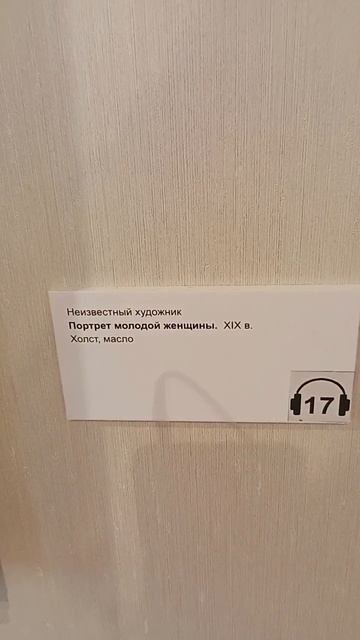 Неизвестный художник
Портрет молодой женщины. XIX в.
Холст, масло
17